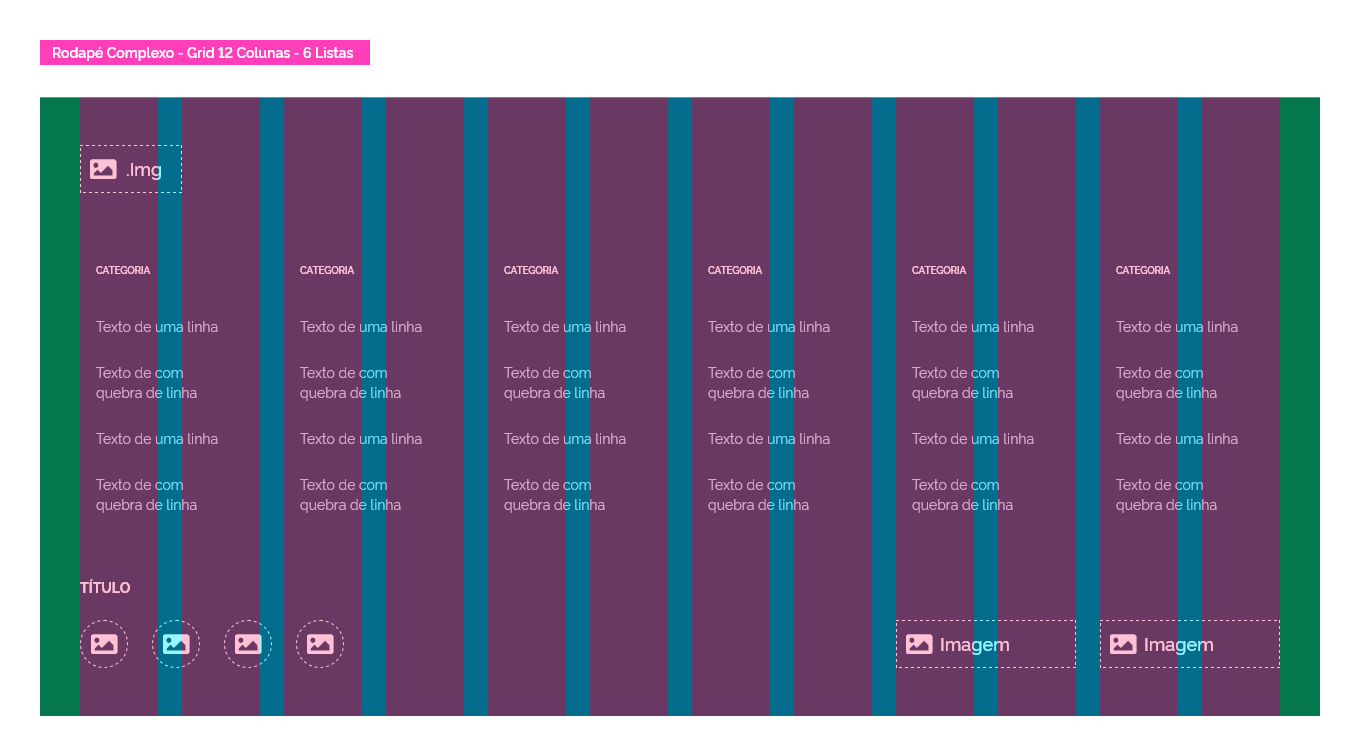 Rodapé Complexo - Grid 12 Colunas - 6 Listas
.Img
CATEGORIA CATEGORIA CATEGORIA CATEGORIA CATEGORIA CATEGORIA
Texto de uma linha Texto de uma linha Texto de uma linha Texto de uma linha Texto de uma linha Texto de uma linha
Texto de com Texto de com Texto de com Texto de com Texto de com Texto de com
quebra de linha quebra de linha quebra de linha quebra de linha quebra de linha quebra de linha
Texto de uma linha Texto de uma linha Texto de uma linha Texto de uma linha Texto de uma linha Texto de uma linha
Texto de com Texto de com Texto de com Texto de com Texto de com Texto de com
quebra de linha quebra de linha quebra de linha quebra de linha quebra de linha quebra de linha
TÍTULO
Imagem Imagem